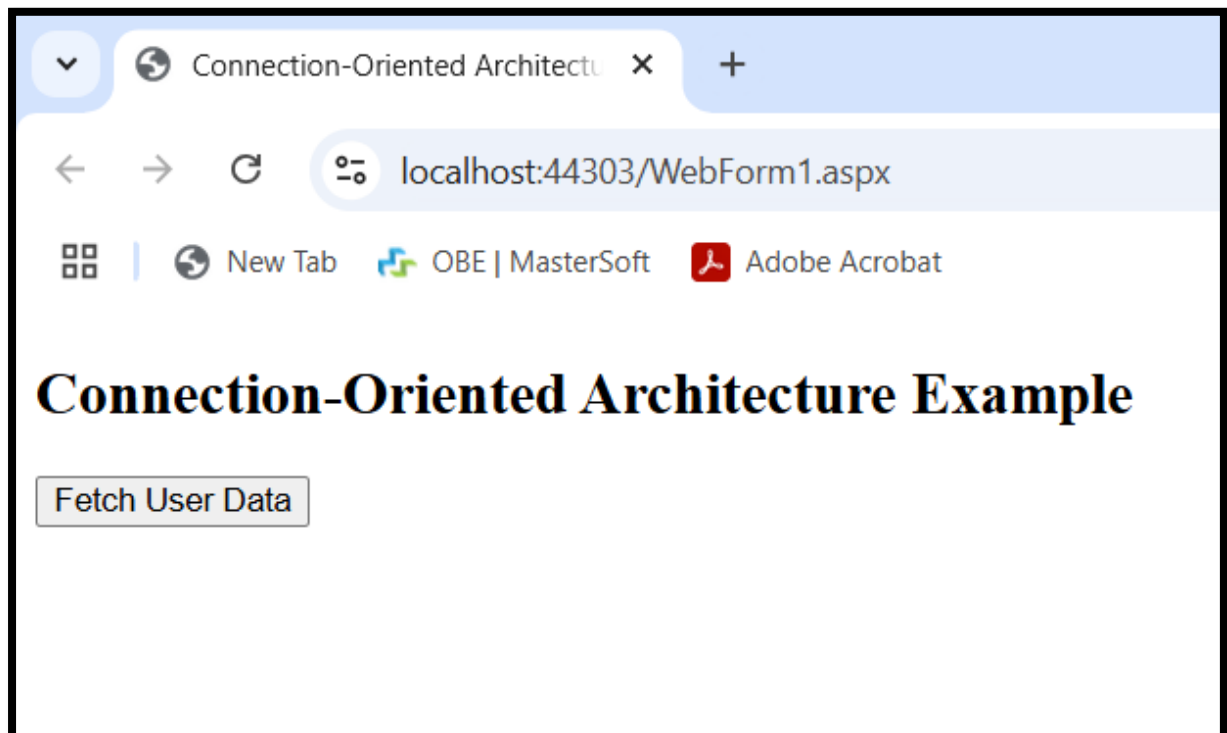 Connection-Oriented Architectu
localhost:44303/WebForm1.aspx
New Tab OBE | MasterSoft Adobe Acrobat
Connection-Oriented Architecture Example
Fetch User Data